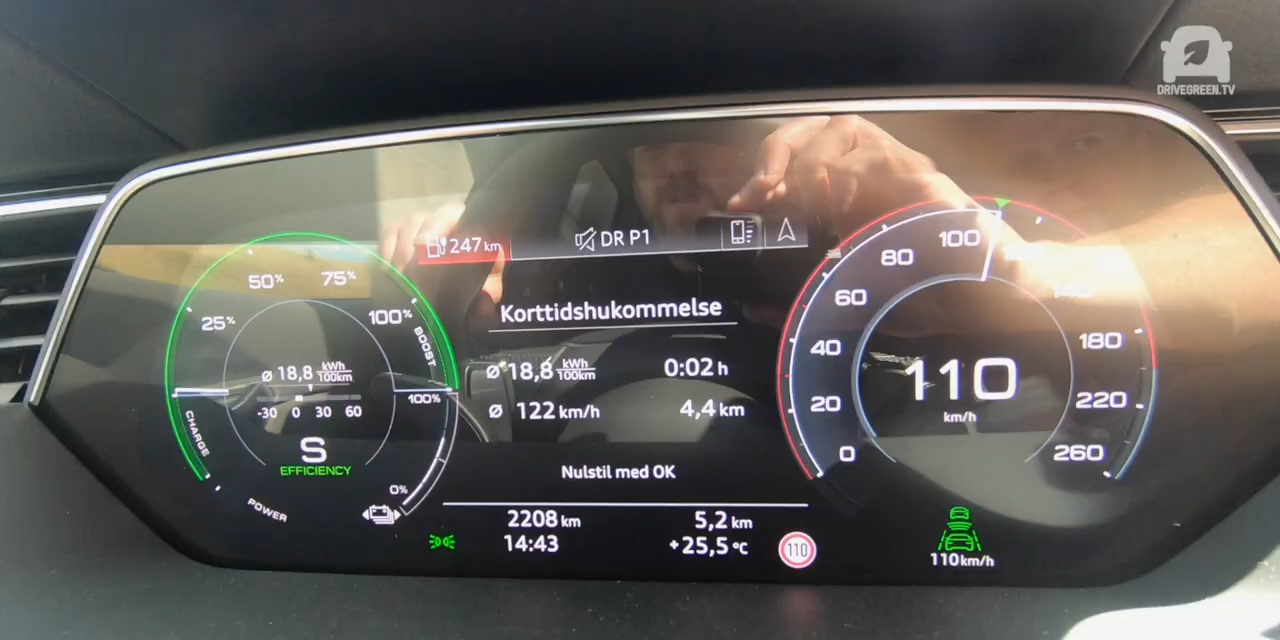 DRIVEGREEN.TV
247 km
DR P1
50% 75%
25% 100%
BOOST
ø 18,8 kWh/100km
-30 0 30 60
100%
CHARGE
S
EFFICIENCY
0%
POWER
Korttidshukommelse
ø 18,8 kWh/100km 0:02 h
ø 122 km/h 4,4 km
Nulstil med OK
2208 km 5,2 km
14:43 +25,5 °C
110
100
80
60
40
20
0
180
220
260
110
km/h
110 km/h